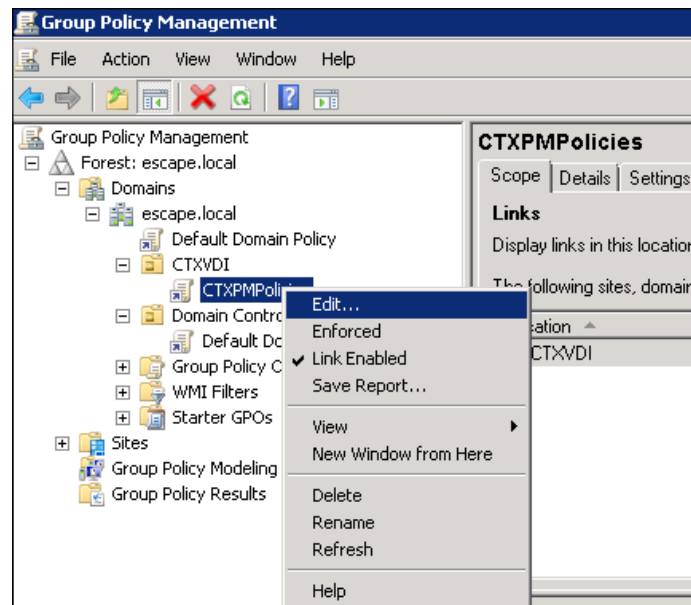 Group Policy Management
File Action View Window Help
Group Policy Management
Forest: escape.local
Domains
escape.local
Default Domain Policy
CTXVDI
CTXPMPoli
Domain Contro
Default Do
Group Policy O
WMI Filters
Starter GPOs
Sites
Group Policy Modeling
Group Policy Results
Edit...
Enforced
Link Enabled
Save Report...
View
New Window from Here
Delete
Rename
Refresh
Help
CTXPMPolicies
Scope Details Settings
Links
Display links in this location
The following sites, domain
ation
CTXVDI